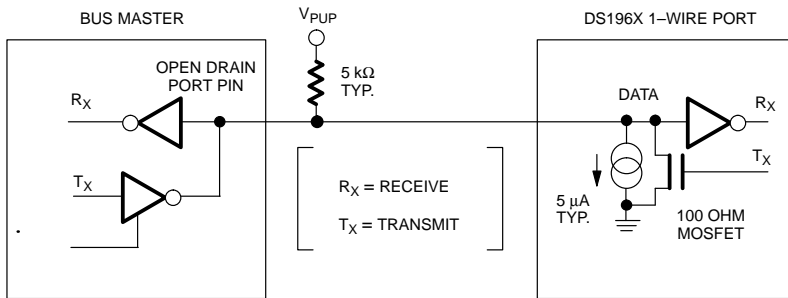 BUS MASTER
V_PUP
DS196X 1–WIRE PORT
OPEN DRAIN
PORT PIN
5 kΩ
TYP.
DATA
R_X
R_X
T_X
T_X
R_X = RECEIVE
T_X = TRANSMIT
5 µA
TYP.
100 OHM
MOSFET